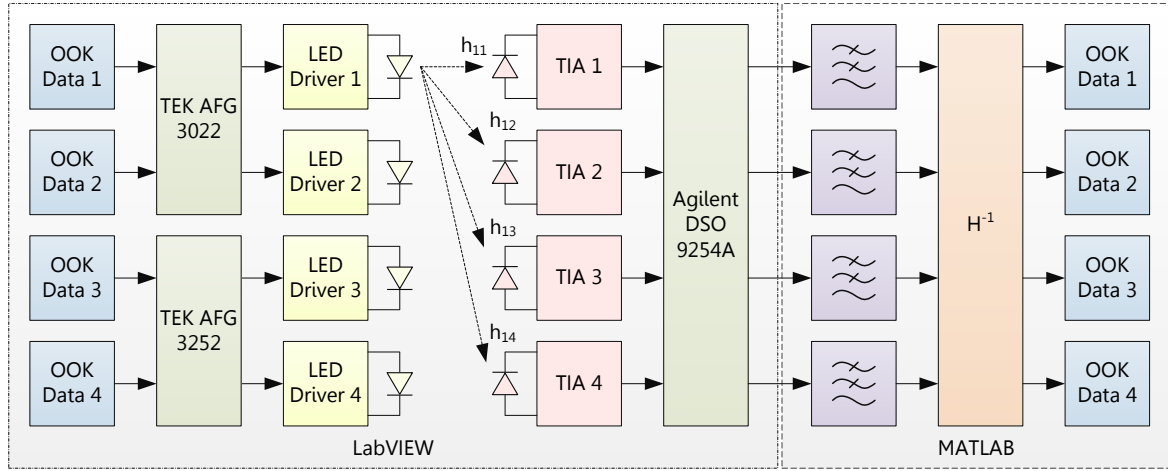 OOK
Data 1
OOK
Data 2
OOK
Data 3
OOK
Data 4
TEK AFG
3022
TEK AFG
3252
LED
Driver 1
LED
Driver 2
LED
Driver 3
LED
Driver 4
h11
h12
h13
h14
TIA 1
TIA 2
TIA 3
TIA 4
Agilent
DSO
9254A
LabVIEW
H-1
OOK
Data 1
OOK
Data 2
OOK
Data 3
OOK
Data 4
MATLAB